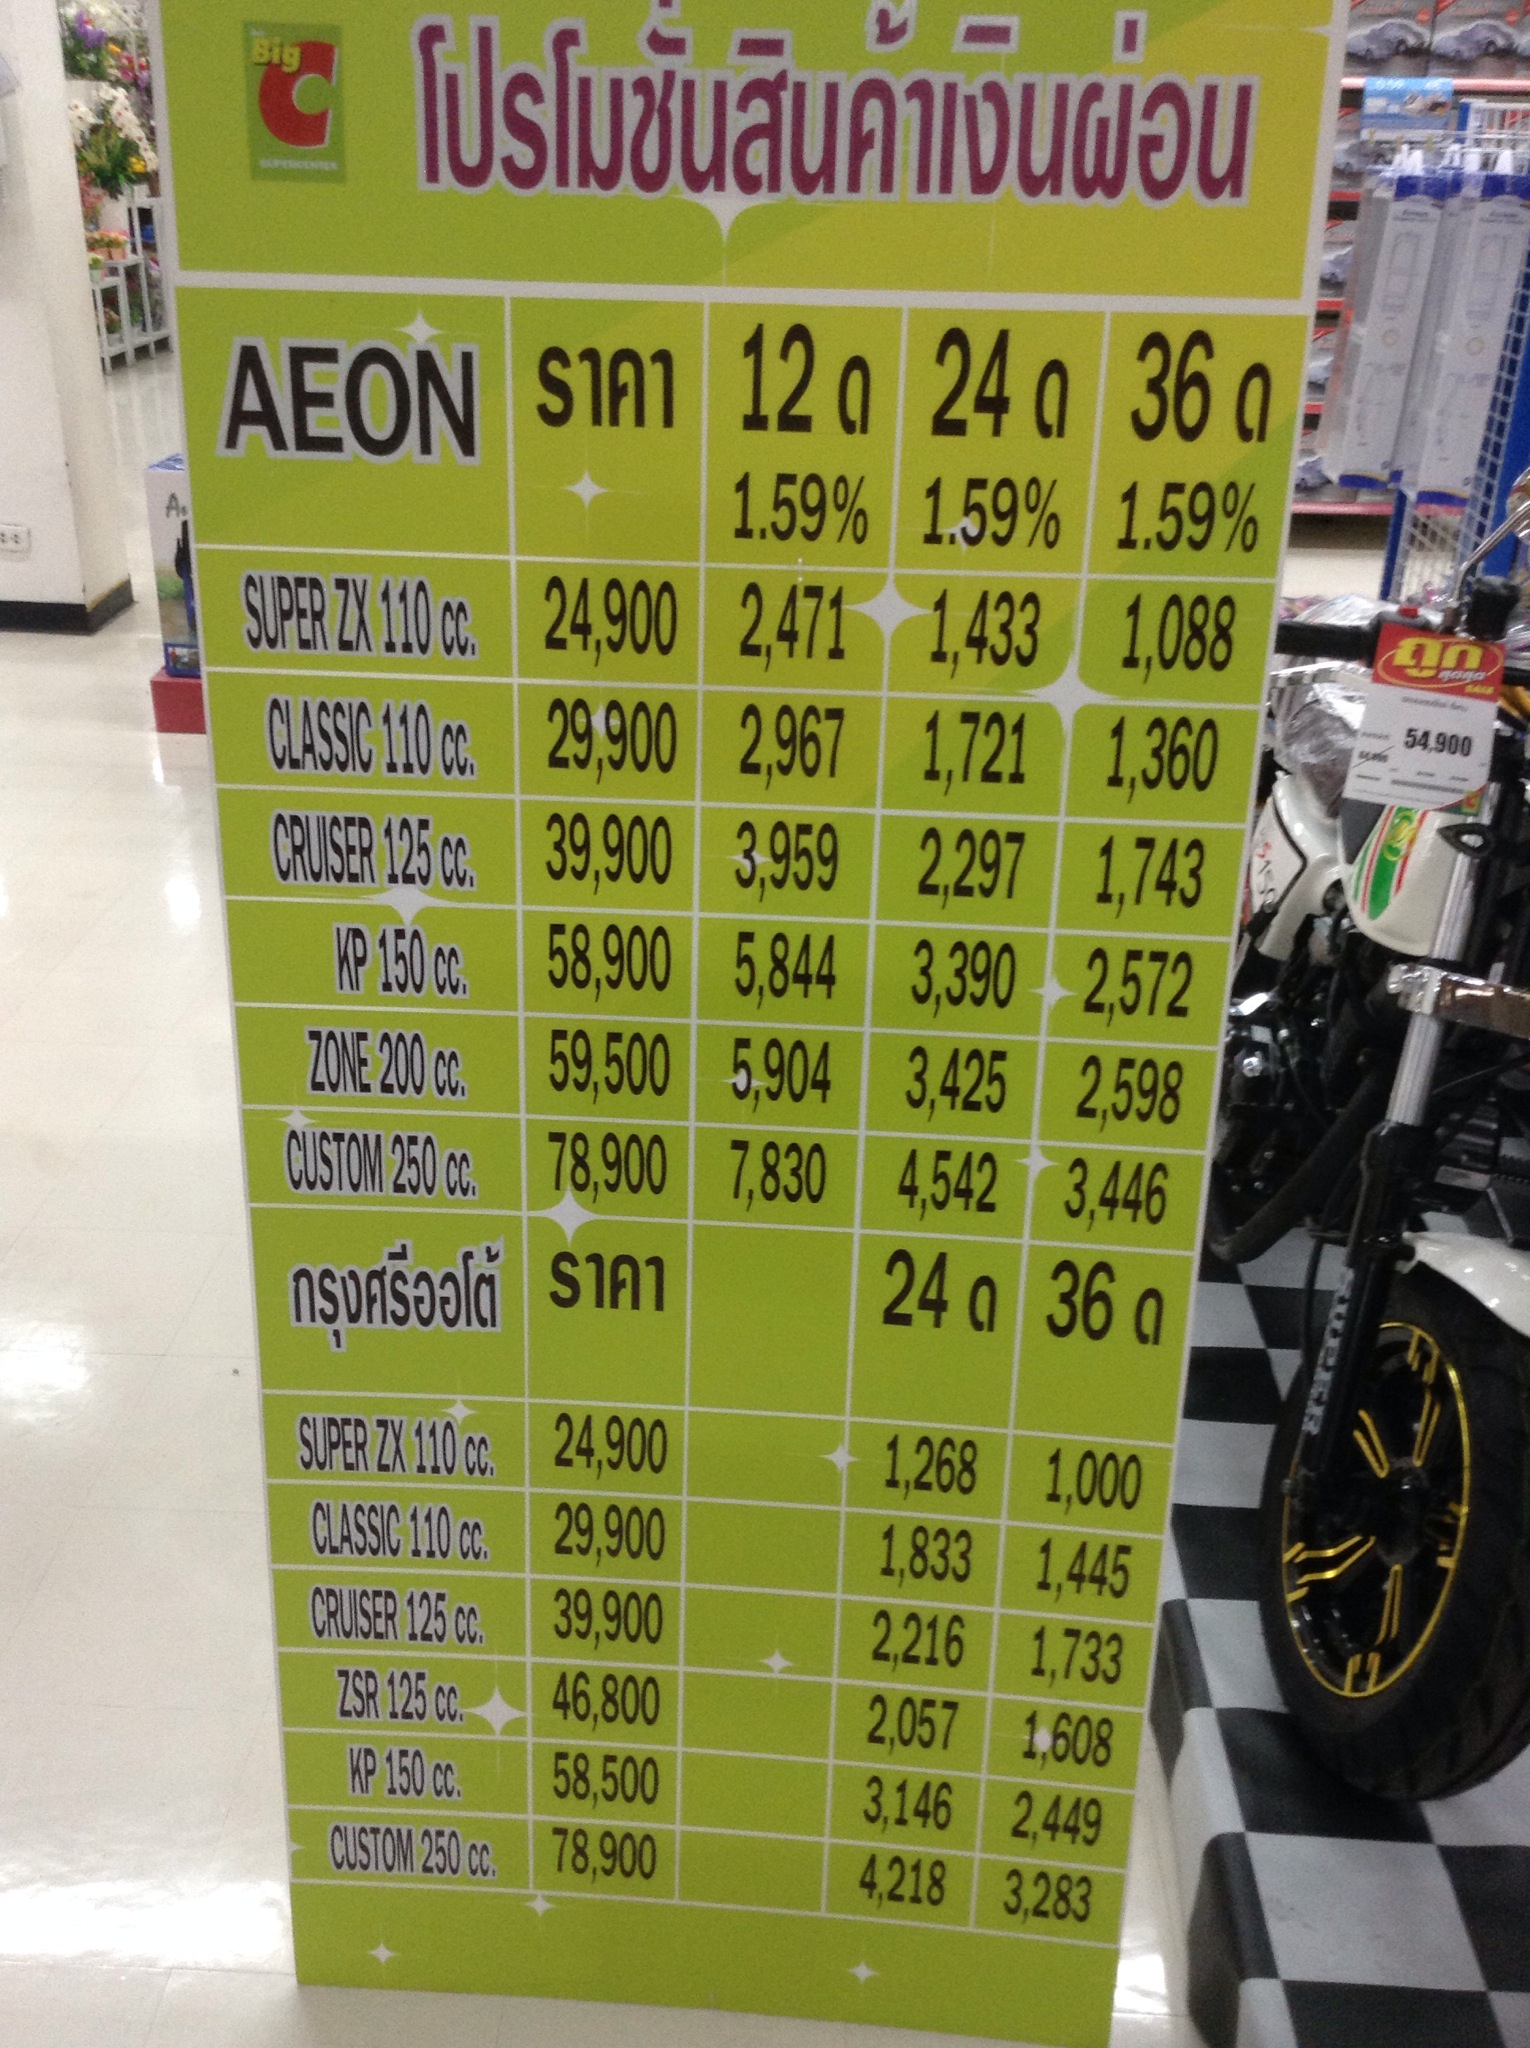 Big C
SUPERCENTER
โปรโมชั่นสินค้าเงินผ่อน
AEON ราคา 12 ด 24 ด 36 ด
1.59% 1.59% 1.59%
SUPER ZX 110 cc. 24,900 2,471 1,433 1,088
CLASSIC 110 cc. 29,900 2,967 1,721 1,360
CRUISER 125 cc. 39,900 3,959 2,297 1,743
KP 150 cc. 58,900 5,844 3,390 2,572
ZONE 200 cc. 59,500 5,904 3,425 2,598
CUSTOM 250 cc. 78,900 7,830 4,542 3,446
กรุงศรีออโต้ ราคา 24 ด 36 ด
SUPER ZX 110 cc. 24,900 1,268 1,000
CLASSIC 110 cc. 29,900 1,833 1,445
CRUISER 125 cc. 39,900 2,216 1,733
ZSR 125 cc. 46,800 2,057 1,608
KP 150 cc. 58,500 3,146 2,449
CUSTOM 250 cc. 78,900 4,218 3,283
ถูก
สุดสุด
SALE
54,900